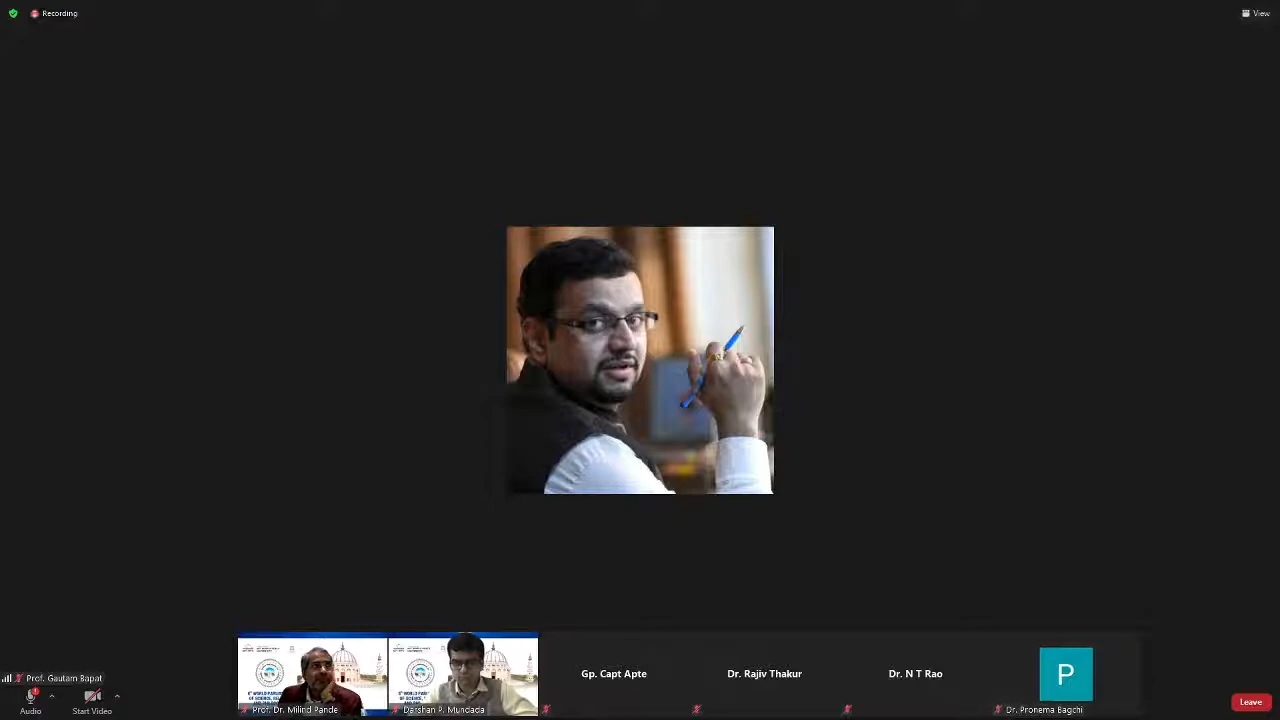 Recording
View
Gp. Capt Apte
Dr. Rajiv Thakur
Dr. N T Rao
P
Prof. Gautam Bapat
Prof. Dr. Milind Pande
Darshan P. Mundada
Dr. Pronema Bagchi
Audio
Start Video
Leave